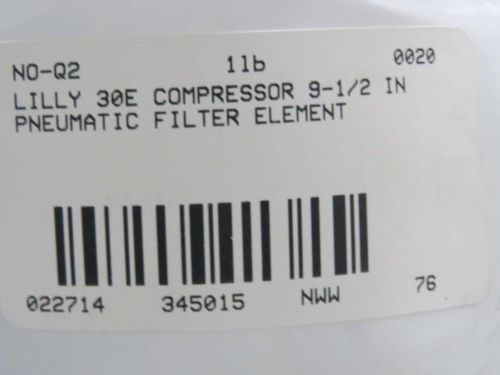 NO-Q2 1lb 0020
LILLY 30E COMPRESSOR 9-1/2 IN
PNEUMATIC FILTER ELEMENT
022714 345015 NWW 76